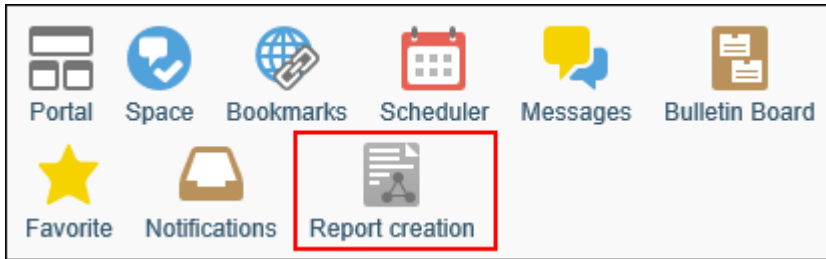 Portal Space Bookmarks Scheduler Messages Bulletin Board
Favorite Notifications Report creation